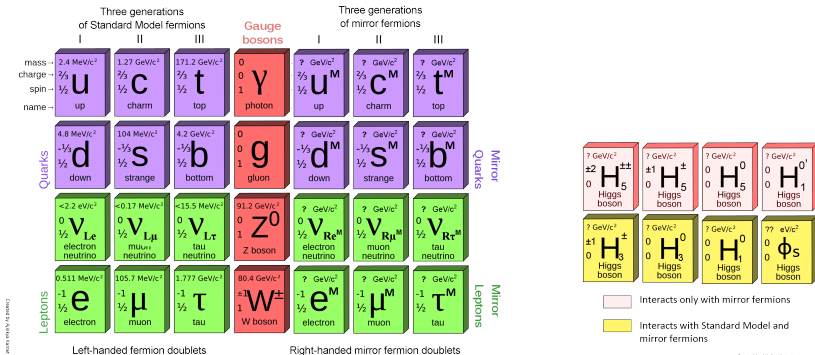 Three generations
of Standard Model fermions
Gauge
bosons
Three generations
of mirror fermions
I II III
I II III
mass→ 2.4 MeV/c² 1.27 GeV/c² 171.2 GeV/c² 0 ? GeV/c² ? GeV/c² ? GeV/c²
charge→ ⅔ ⅔ ⅔ 0 ⅔ ⅔ ⅔
u c t γ uᴹ cᴹ tᴹ
spin→ ½ ½ ½ 1 ½ ½ ½
name→ up charm top photon up charm top
4.8 MeV/c² 104 MeV/c² 4.2 GeV/c² 0 ? GeV/c² ? GeV/c² ? GeV/c²
-⅓ -⅓ -⅓ 0 -⅓ -⅓ -⅓
d s b g dᴹ sᴹ bᴹ
½ ½ ½ 1 ½ ½ ½
down strange bottom gluon down strange bottom
Quarks
Mirror
Quarks
<2.2 eV/c² <0.17 MeV/c² <15.5 MeV/c² 91.2 GeV/c² ? GeV/c² ? GeV/c² ? GeV/c²
0 0 0 0 0 0 0
ν_Le ν_Lμ ν_Lτ Z⁰ ν_Reᴹ ν_Rμᴹ ν_Rτᴹ
½ ½ ½ 1 ½ ½ ½
electron neutrino muon neutrino tau neutrino Z boson electron neutrino muon neutrino tau neutrino
0.511 MeV/c² 105.7 MeV/c² 1.777 GeV/c² 80.4 GeV/c² ? GeV/c² ? GeV/c² ? GeV/c²
-1 -1 -1 ±1 -1 -1 -1
e μ τ W± eᴹ μᴹ τᴹ
½ ½ ½ 1 ½ ½ ½
electron muon tau W boson electron muon tau
Leptons
Mirror
Leptons
Left-handed fermion doublets
Right-handed mirror fermion doublets
? GeV/c² ? GeV/c² ? GeV/c² ? GeV/c²
±2 ±1 0 0
H₅±± H₅± H₅⁰ H₁⁰'
0 0 0 0
Higgs boson Higgs boson Higgs boson Higgs boson
? GeV/c² ? GeV/c² ? GeV/c² ?? eV/c²
±1 0 0 0
H₃± H₃⁰ H₁⁰ ϕs
0 0 0 0
Higgs boson Higgs boson Higgs boson Higgs boson
Interacts only with mirror fermions
Interacts with Standard Model and
mirror fermions